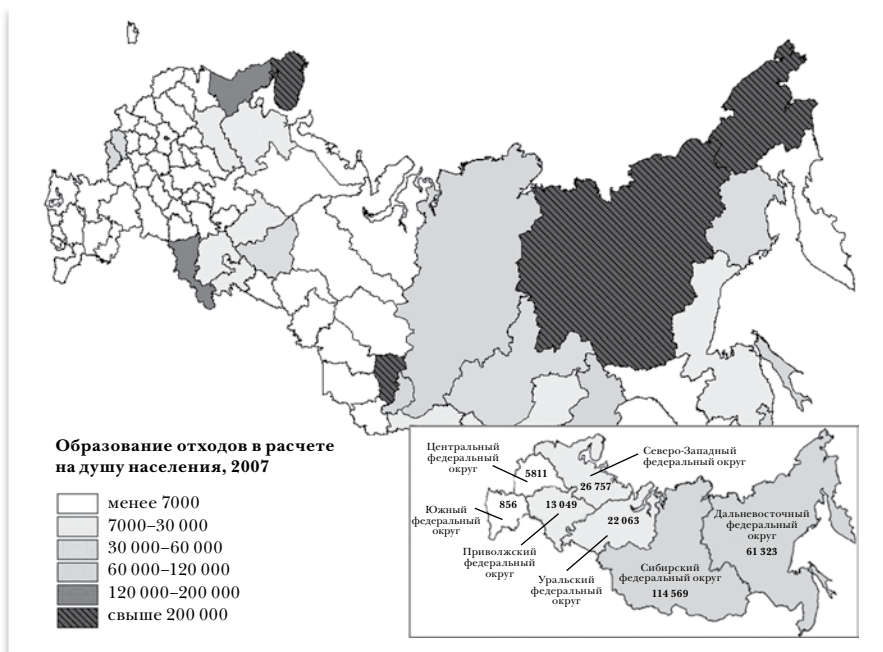 Образование отходов в расчете
на душу населения, 2007
менее 7000
7000–30 000
30 000–60 000
60 000–120 000
120 000–200 000
свыше 200 000
Центральный
федеральный
округ
5811
Северо-Западный
федеральный округ
26 757
Южный
федеральный
округ
856
13 049
Приволжский
федеральный
округ
22 063
Уральский
федеральный
округ
Сибирский
федеральный округ
114 569
Дальневосточный
федеральный
округ
61 323